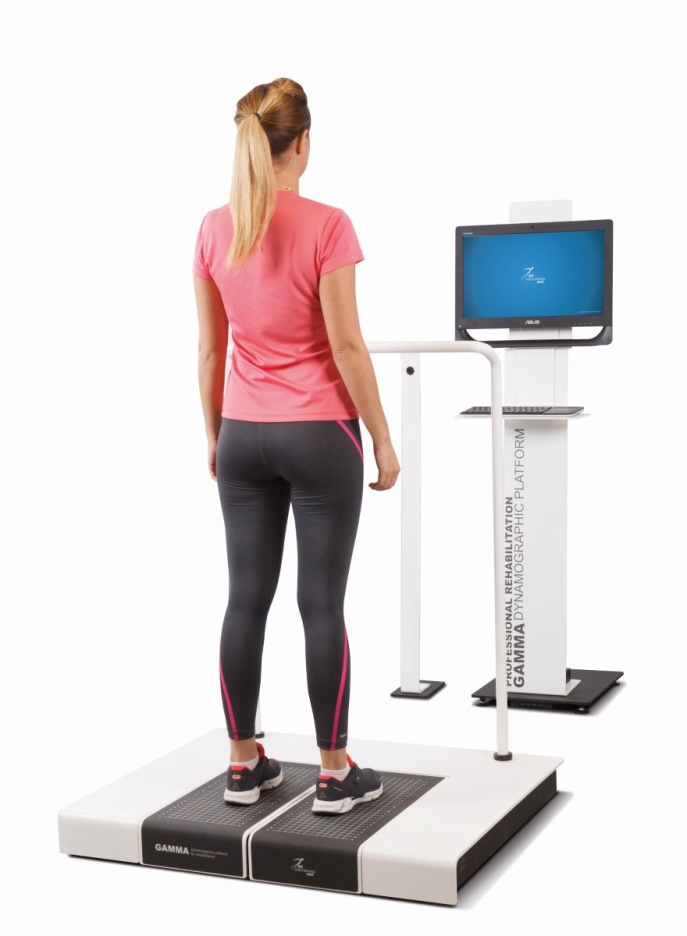 ASUS
PROFESSIONAL REHABILITATION
GAMMA DYNAMOGRAPHIC PLATFORM
GAMMA